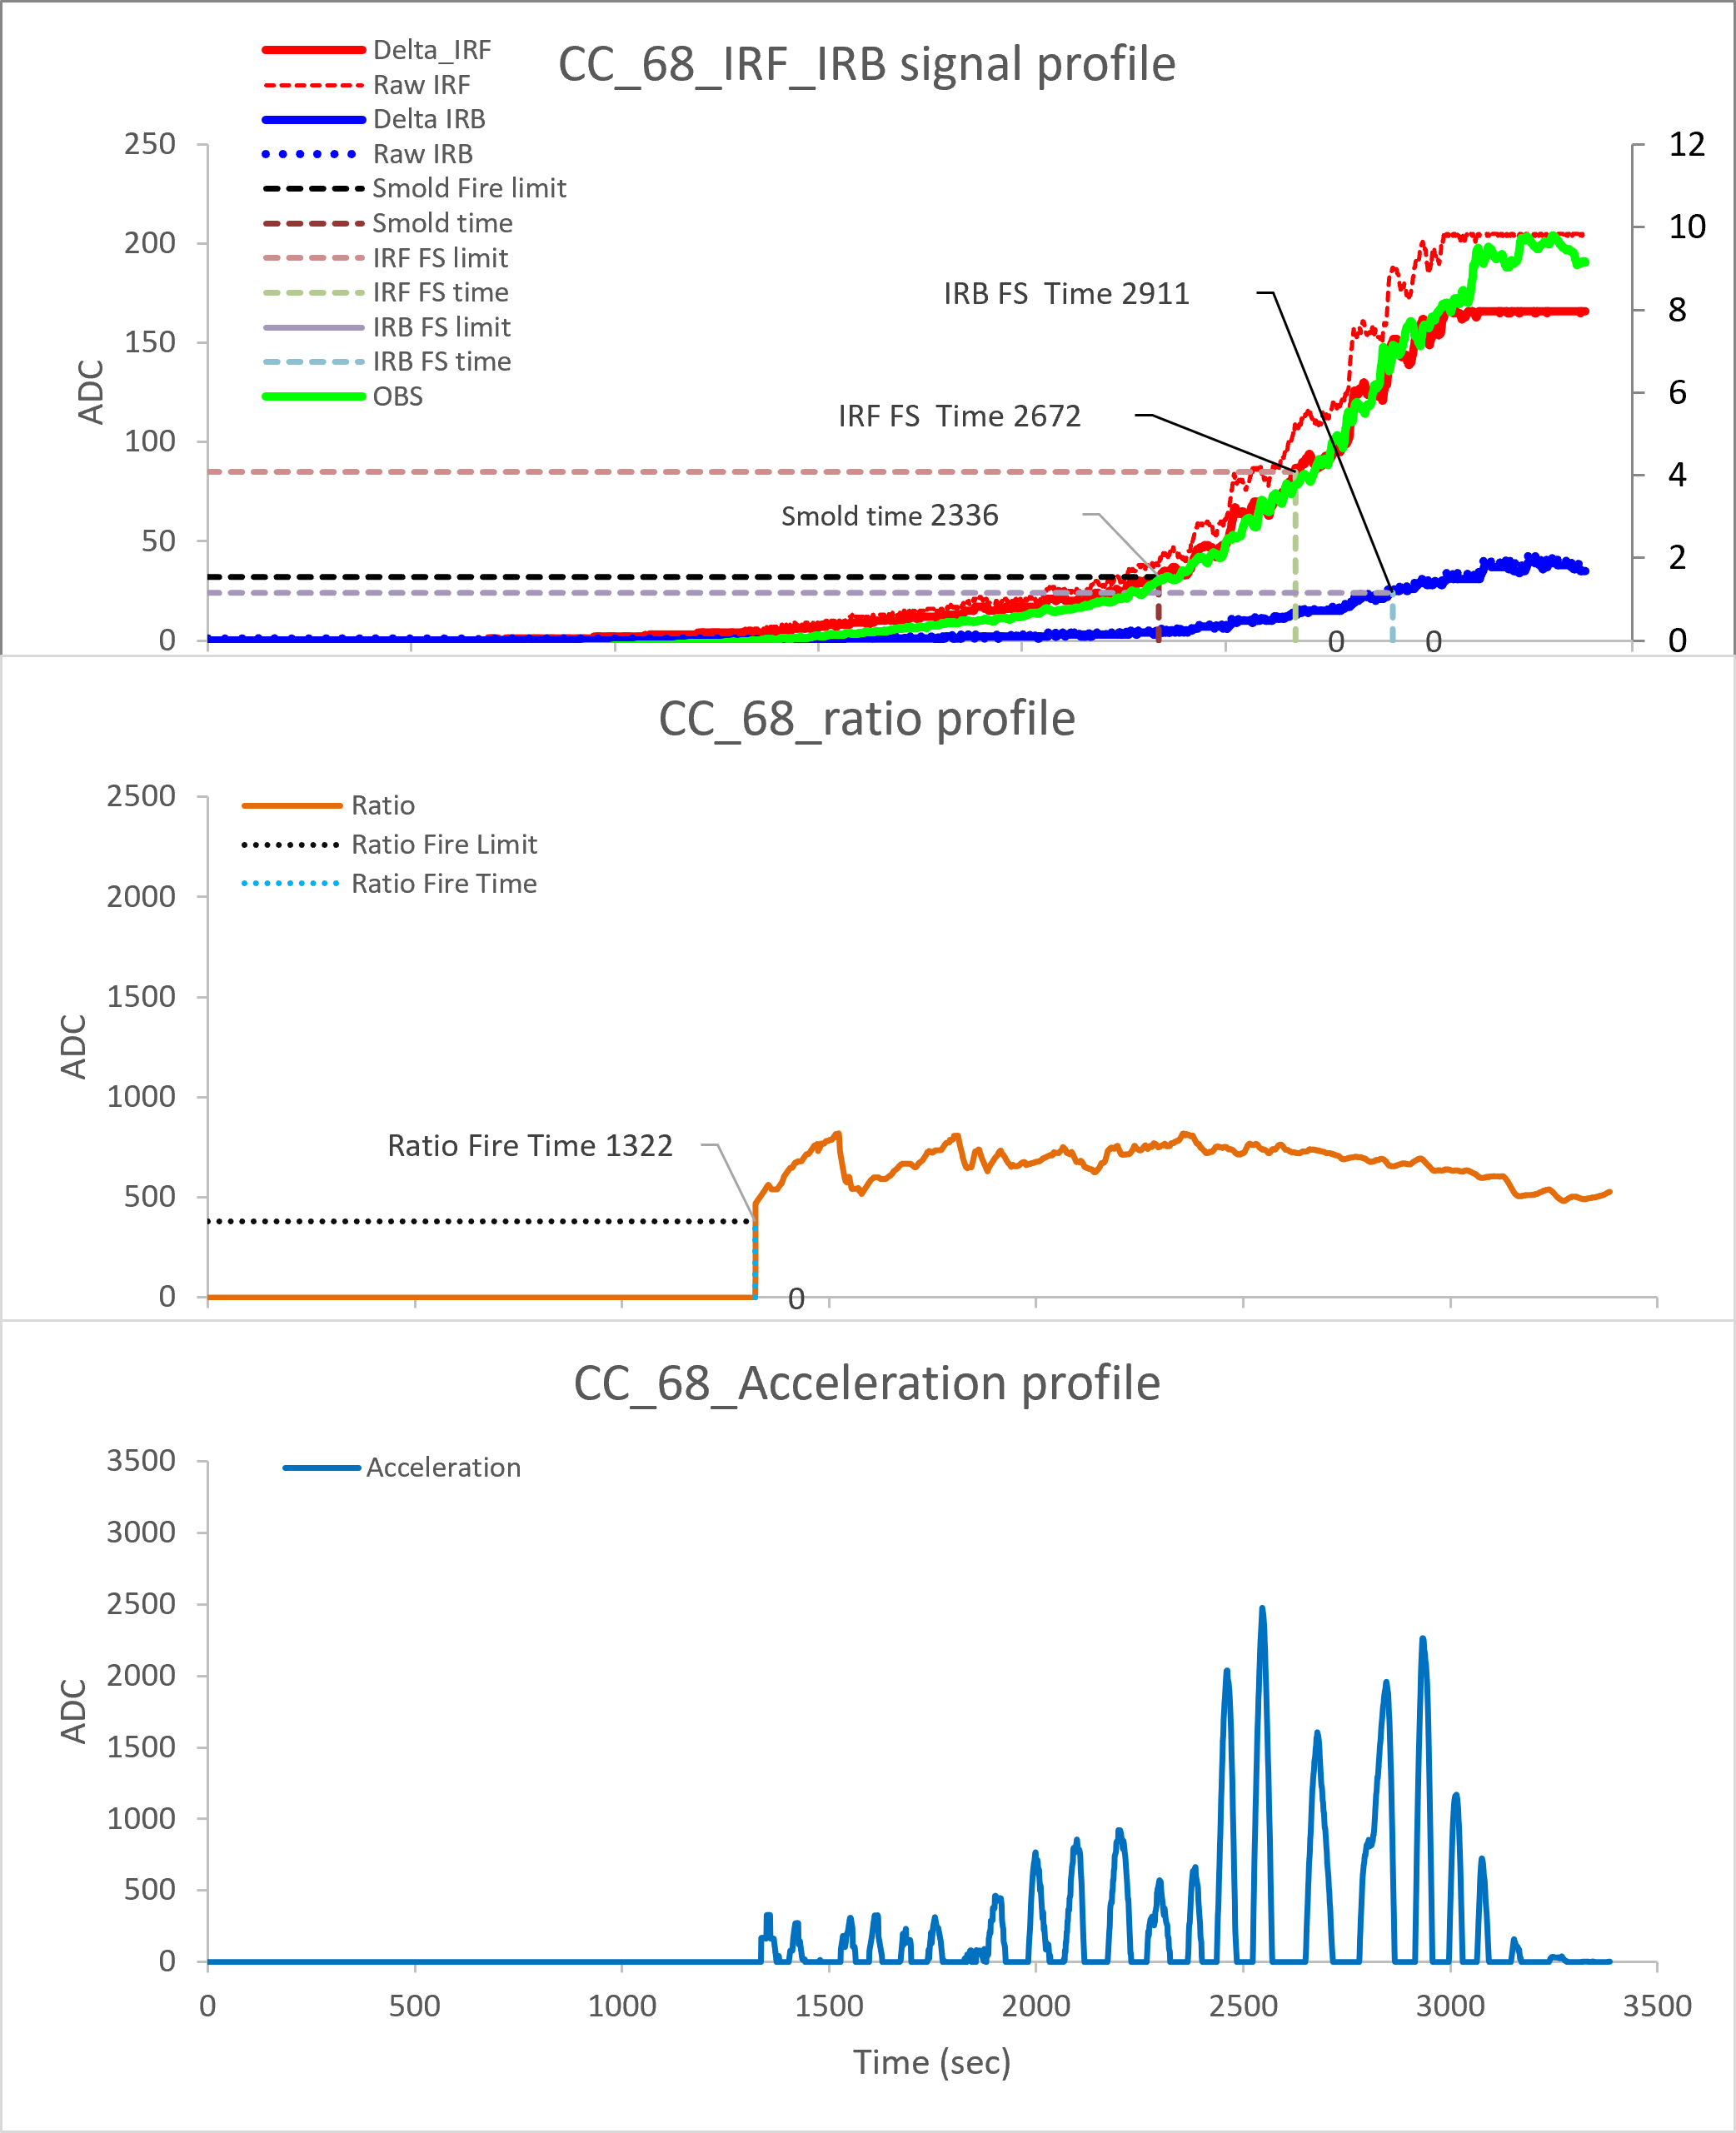 CC_68_IRF_IRB signal profile
Delta_IRF
Raw IRF
Delta IRB
Raw IRB
Smold Fire limit
Smold time
IRF FS limit
IRF FS time
IRB FS limit
IRB FS time
OBS
250
200
150
100
50
0
ADC
12
10
8
6
4
2
0
IRB FS  Time 2911
IRF FS  Time 2672
Smold time 2336
0
0
CC_68_ratio profile
2500
2000
1500
1000
500
0
ADC
Ratio
Ratio Fire Limit
Ratio Fire Time
Ratio Fire Time 1322
0
CC_68_Acceleration profile
3500
3000
2500
2000
1500
1000
500
0
ADC
Acceleration
0 500 1000 1500 2000 2500 3000 3500
Time (sec)